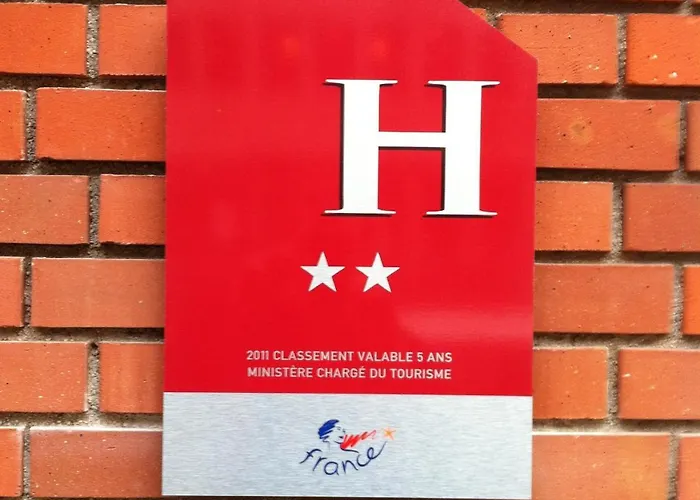 H
2011 CLASSEMENT VALABLE 5 ANS
MINISTÈRE CHARGÉ DU TOURISME
france